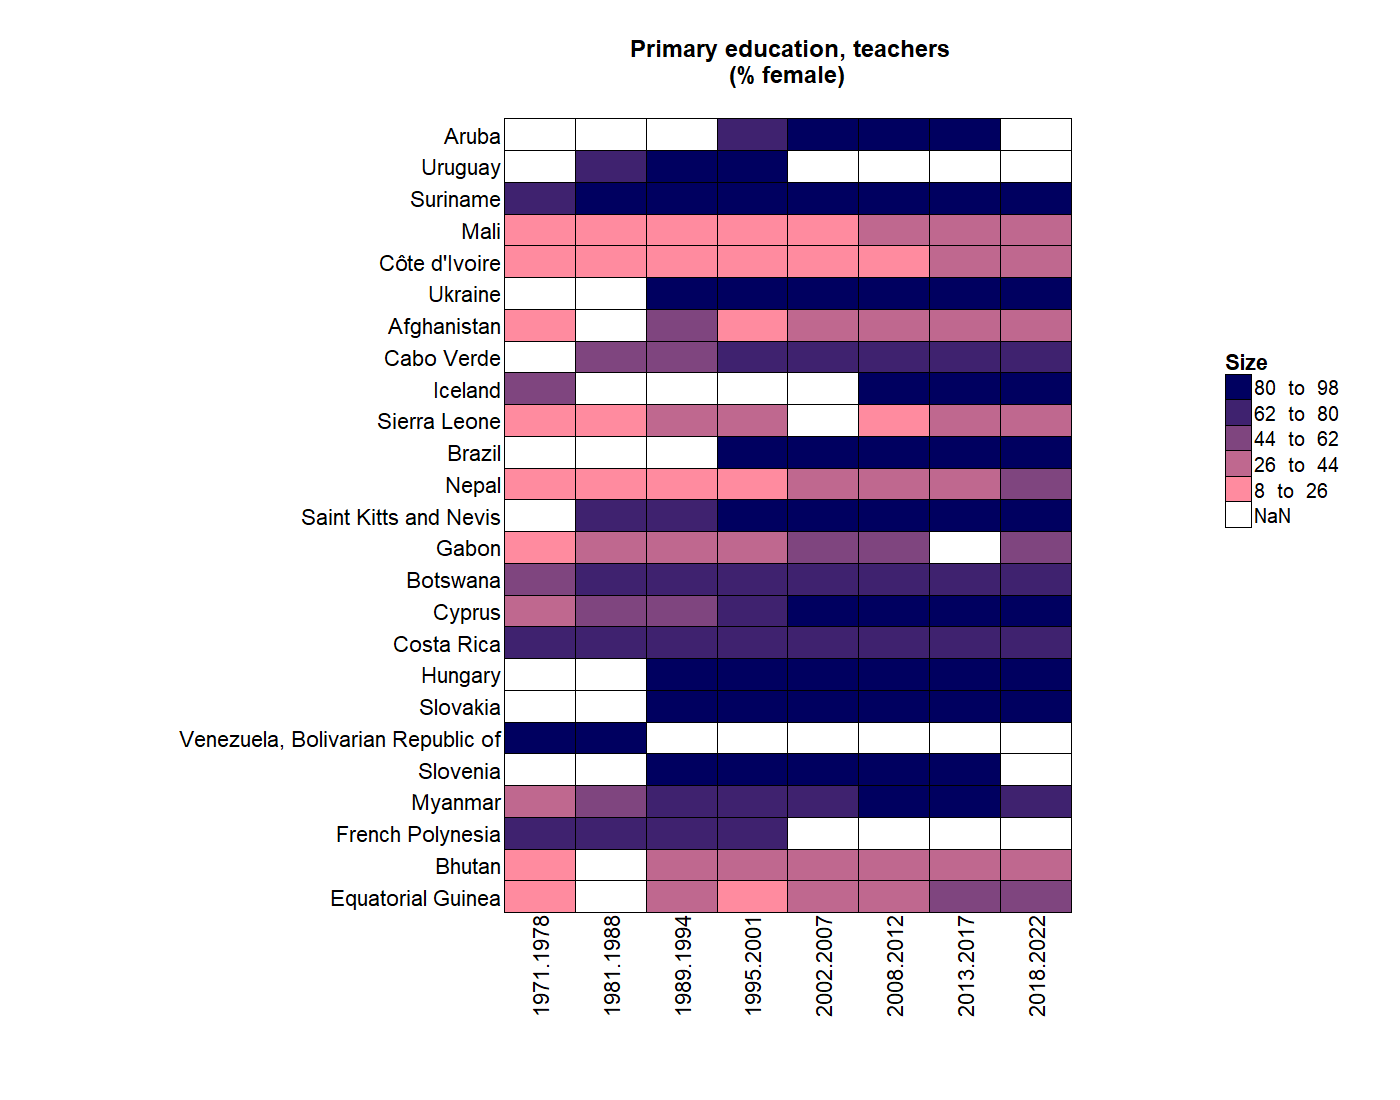 Primary education, teachers
(% female)
Aruba
Uruguay
Suriname
Mali
Côte d'Ivoire
Ukraine
Afghanistan
Cabo Verde
Iceland
Sierra Leone
Brazil
Nepal
Saint Kitts and Nevis
Gabon
Botswana
Cyprus
Costa Rica
Hungary
Slovakia
Venezuela, Bolivarian Republic of
Slovenia
Myanmar
French Polynesia
Bhutan
Equatorial Guinea
1971.1978
1981.1988
1989.1994
1995.2001
2002.2007
2008.2012
2013.2017
2018.2022
Size
80 to 98
62 to 80
44 to 62
26 to 44
8 to 26
NaN